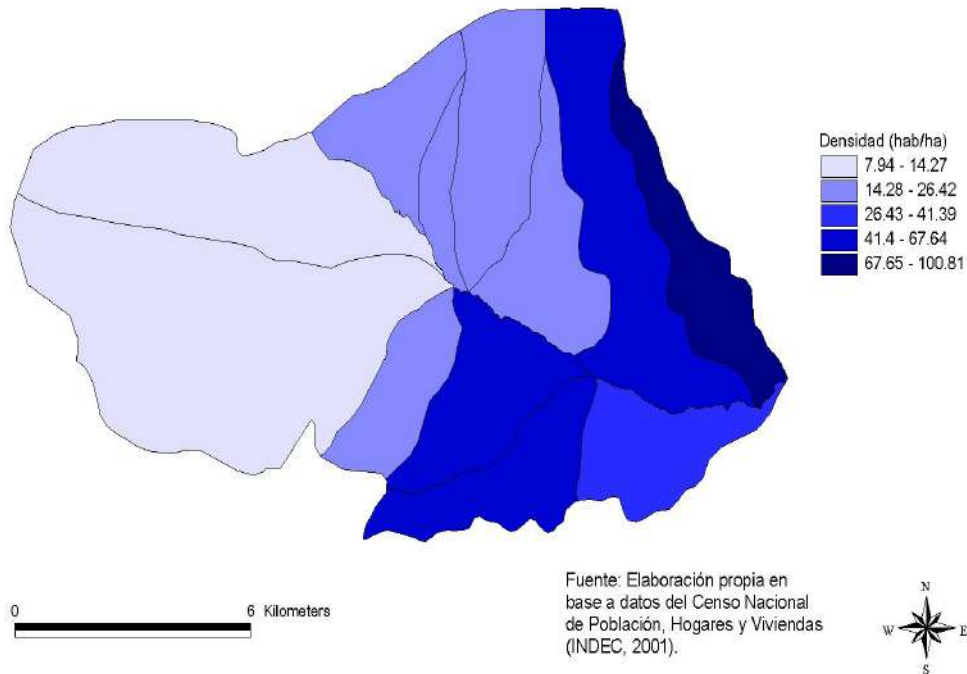 Densidad (hab/ha)
7.94 - 14.27
14.28 - 26.42
26.43 - 41.39
41.4 - 67.64
67.65 - 100.81
0 6 Kilometers
Fuente: Elaboración propia en
base a datos del Censo Nacional
de Población, Hogares y Viviendas
(INDEC, 2001).
N
W E
S